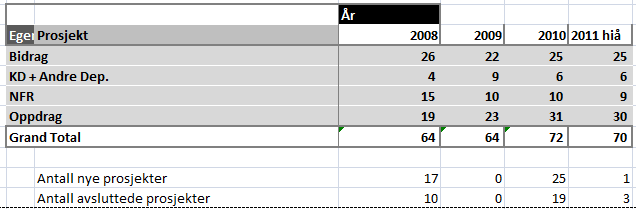 År
Eger Prosjekt 2008 2009 2010 2011 hiå
Bidrag 26 22 25 25
KD + Andre Dep. 4 9 6 6
NFR 15 10 10 9
Oppdrag 19 23 31 30
Grand Total 64 64 72 70
Antall nye prosjekter 17 0 25 1
Antall avsluttede prosjekter 10 0 19 3